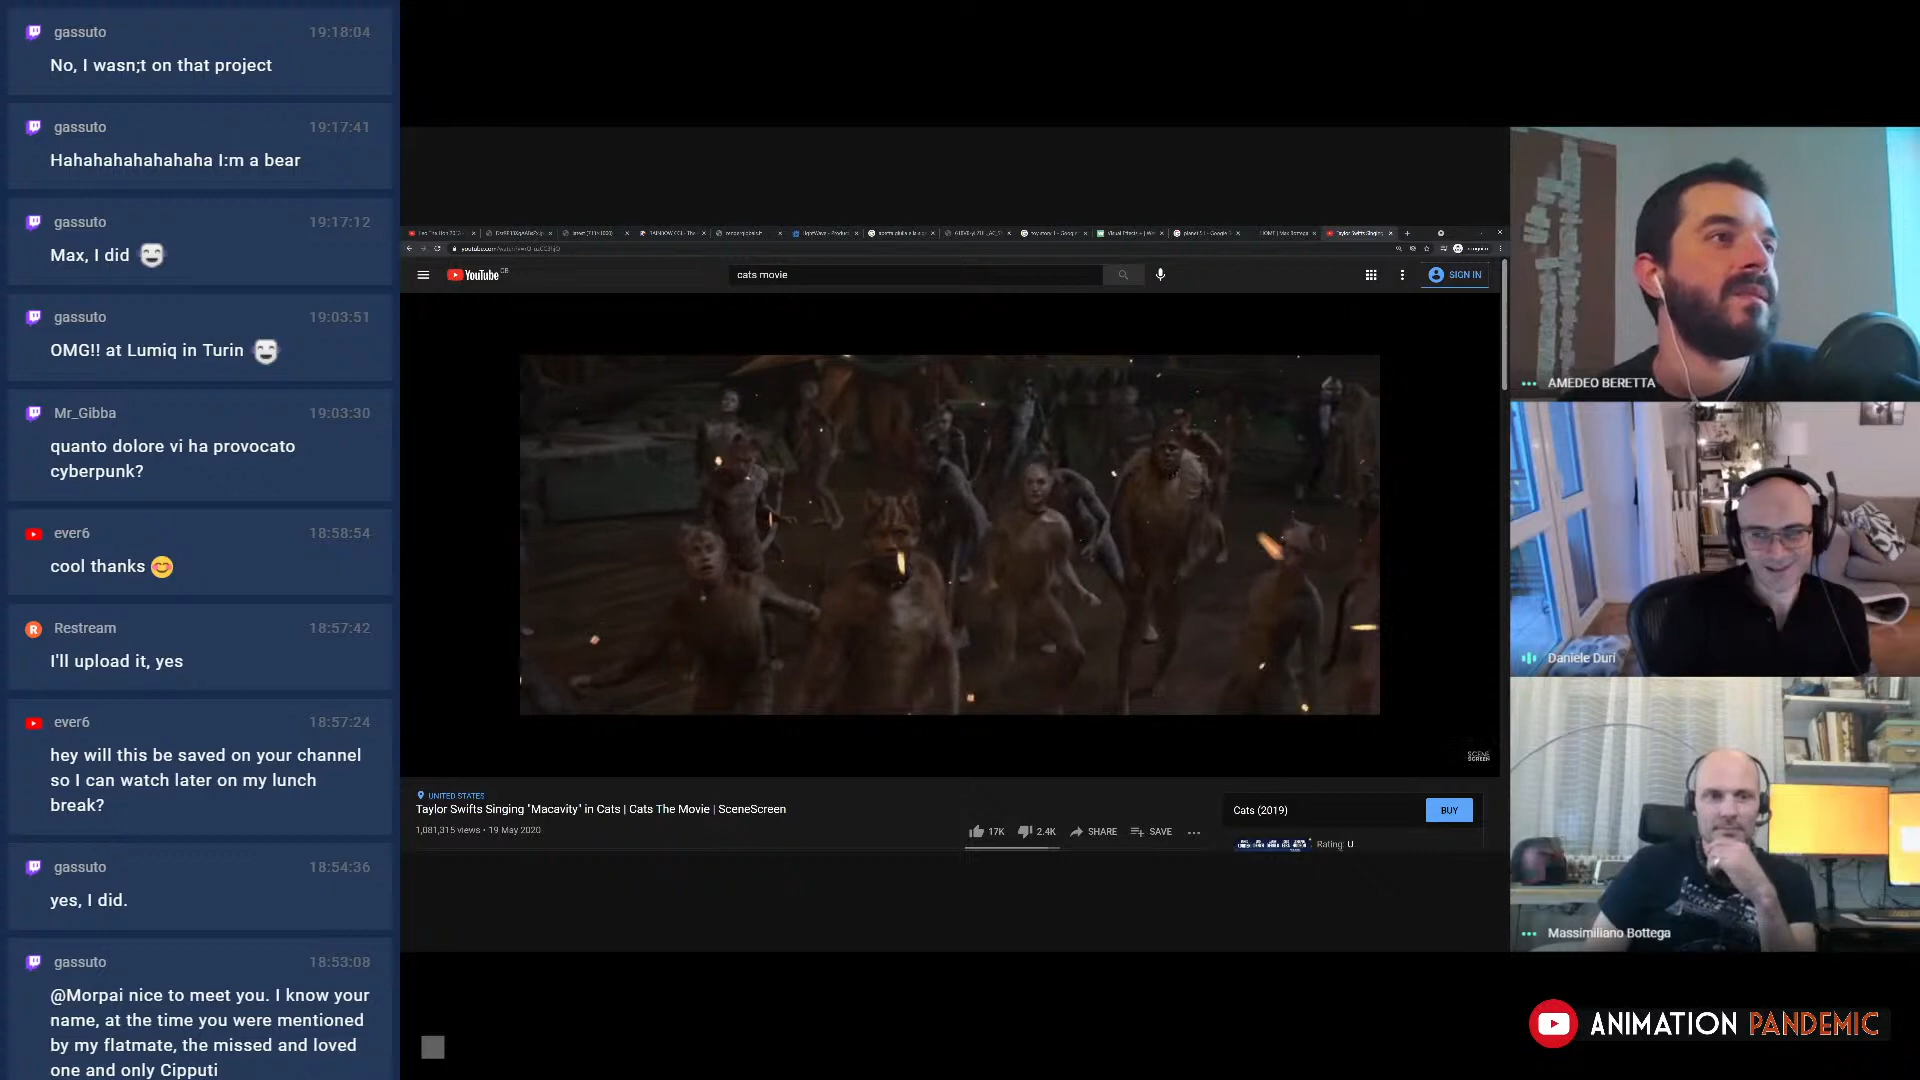 gassuto 19:18:04
No, I wasn;t on that project
gassuto 19:17:41
Hahahahahahahaha I:m a bear
gassuto 19:17:12
Max, I did
gassuto 19:03:51
OMG!! at Lumiq in Turin
Mr_Gibba 19:03:30
quanto dolore vi ha provocato
cyberpunk?
ever6 18:58:54
cool thanks 😊
Restream 18:57:42
I'll upload it, yes
ever6 18:57:24
hey will this be saved on your channel
so I can watch later on my lunch
break?
gassuto 18:54:36
yes, I did.
gassuto 18:53:08
@Morpai nice to meet you. I know your
name, at the time you were mentioned
by my flatmate, the missed and loved
one and only Cipputi
YouTube GB
cats movie
SIGN IN
SCENE
SCREEN
UNITED STATES
Taylor Swifts Singing "Macavity" in Cats | Cats The Movie | SceneScreen
1,081,315 views • 19 May 2020
17K 2.4K SHARE SAVE
Cats (2019)
BUY
Rating: U
AMEDEO BERETTA
Daniele Duri
Massimiliano Bottega
ANIMATION PANDEMIC